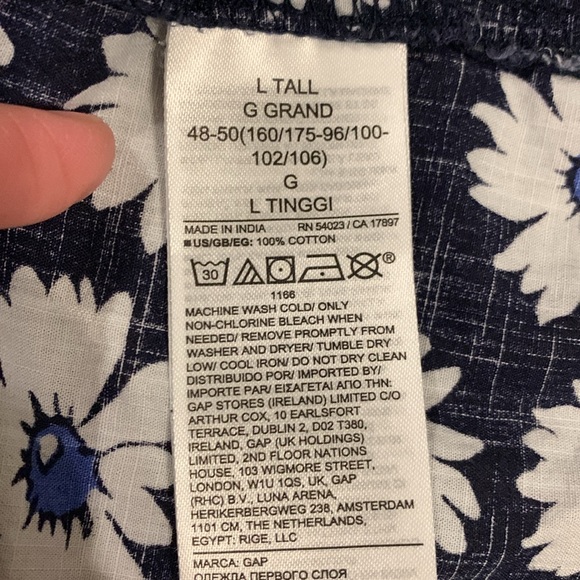 L TALL
G GRAND
48-50(160/175-96/100-
102/106)
G
L TINGGI
MADE IN INDIA RN 54023 / CA 17897
US/GB/EG: 100% COTTON
30 ®
1166
MACHINE WASH COLD/ ONLY
NON-CHLORINE BLEACH WHEN
NEEDED/ REMOVE PROMPTLY FROM
WASHER AND DRYER/ TUMBLE DRY
LOW/ COOL IRON/ DO NOT DRY CLEAN
DISTRIBUIDO POR/ IMPORTED BY/
IMPORTE PAR/ ΕΙΣΑΓΕΤΑΙ ΑΠΟ ΤΗΝ:
GAP STORES (IRELAND) LIMITED C/O
ARTHUR COX, 10 EARLSFORT
TERRACE, DUBLIN 2, D02 T380,
IRELAND, GAP (UK HOLDINGS)
LIMITED, 2ND FLOOR NATIONS
HOUSE, 103 WIGMORE STREET,
LONDON, W1U 1QS, UK, GAP
(RHC) B.V., LUNA ARENA,
HERIKERBERGWEG 238, AMSTERDAM
1101 CM, THE NETHERLANDS,
EGYPT: RIGE, LLC
MARCA: GAP
ОДЕЖДА ПЕРВОГО СЛОЯ